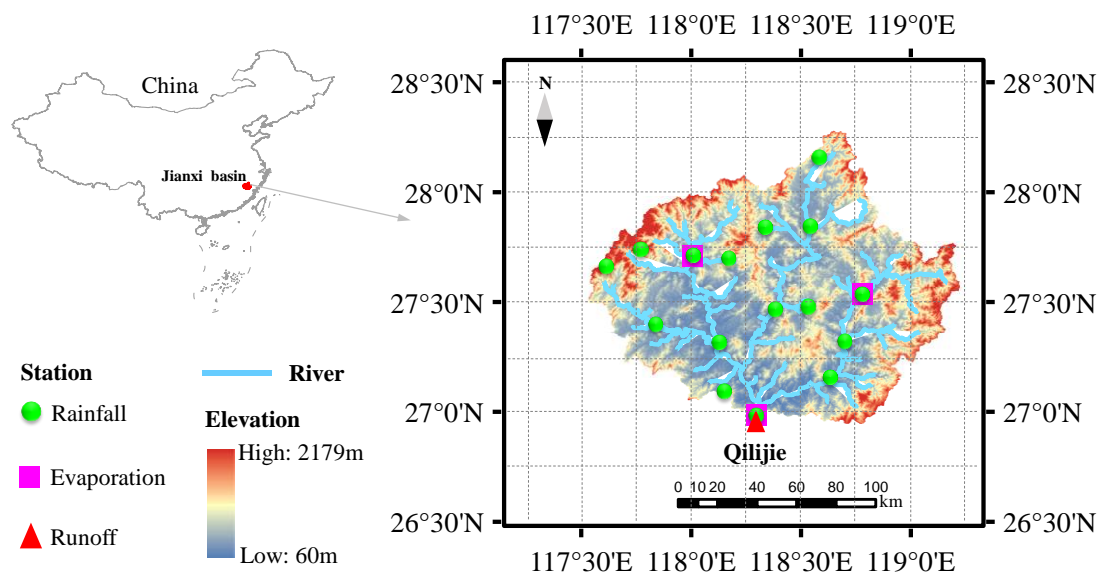 China
Jianxi basin
Station
Rainfall
Evaporation
Runoff
River
Elevation
High: 2179m
Low: 60m
117°30'E 118°0'E 118°30'E 119°0'E
28°30'N 28°30'N
28°0'N 28°0'N
27°30'N 27°30'N
27°0'N 27°0'N
26°30'N 26°30'N
N
Qilijie
0 10 20 40 60 80 100
km
117°30'E 118°0'E 118°30'E 119°0'E